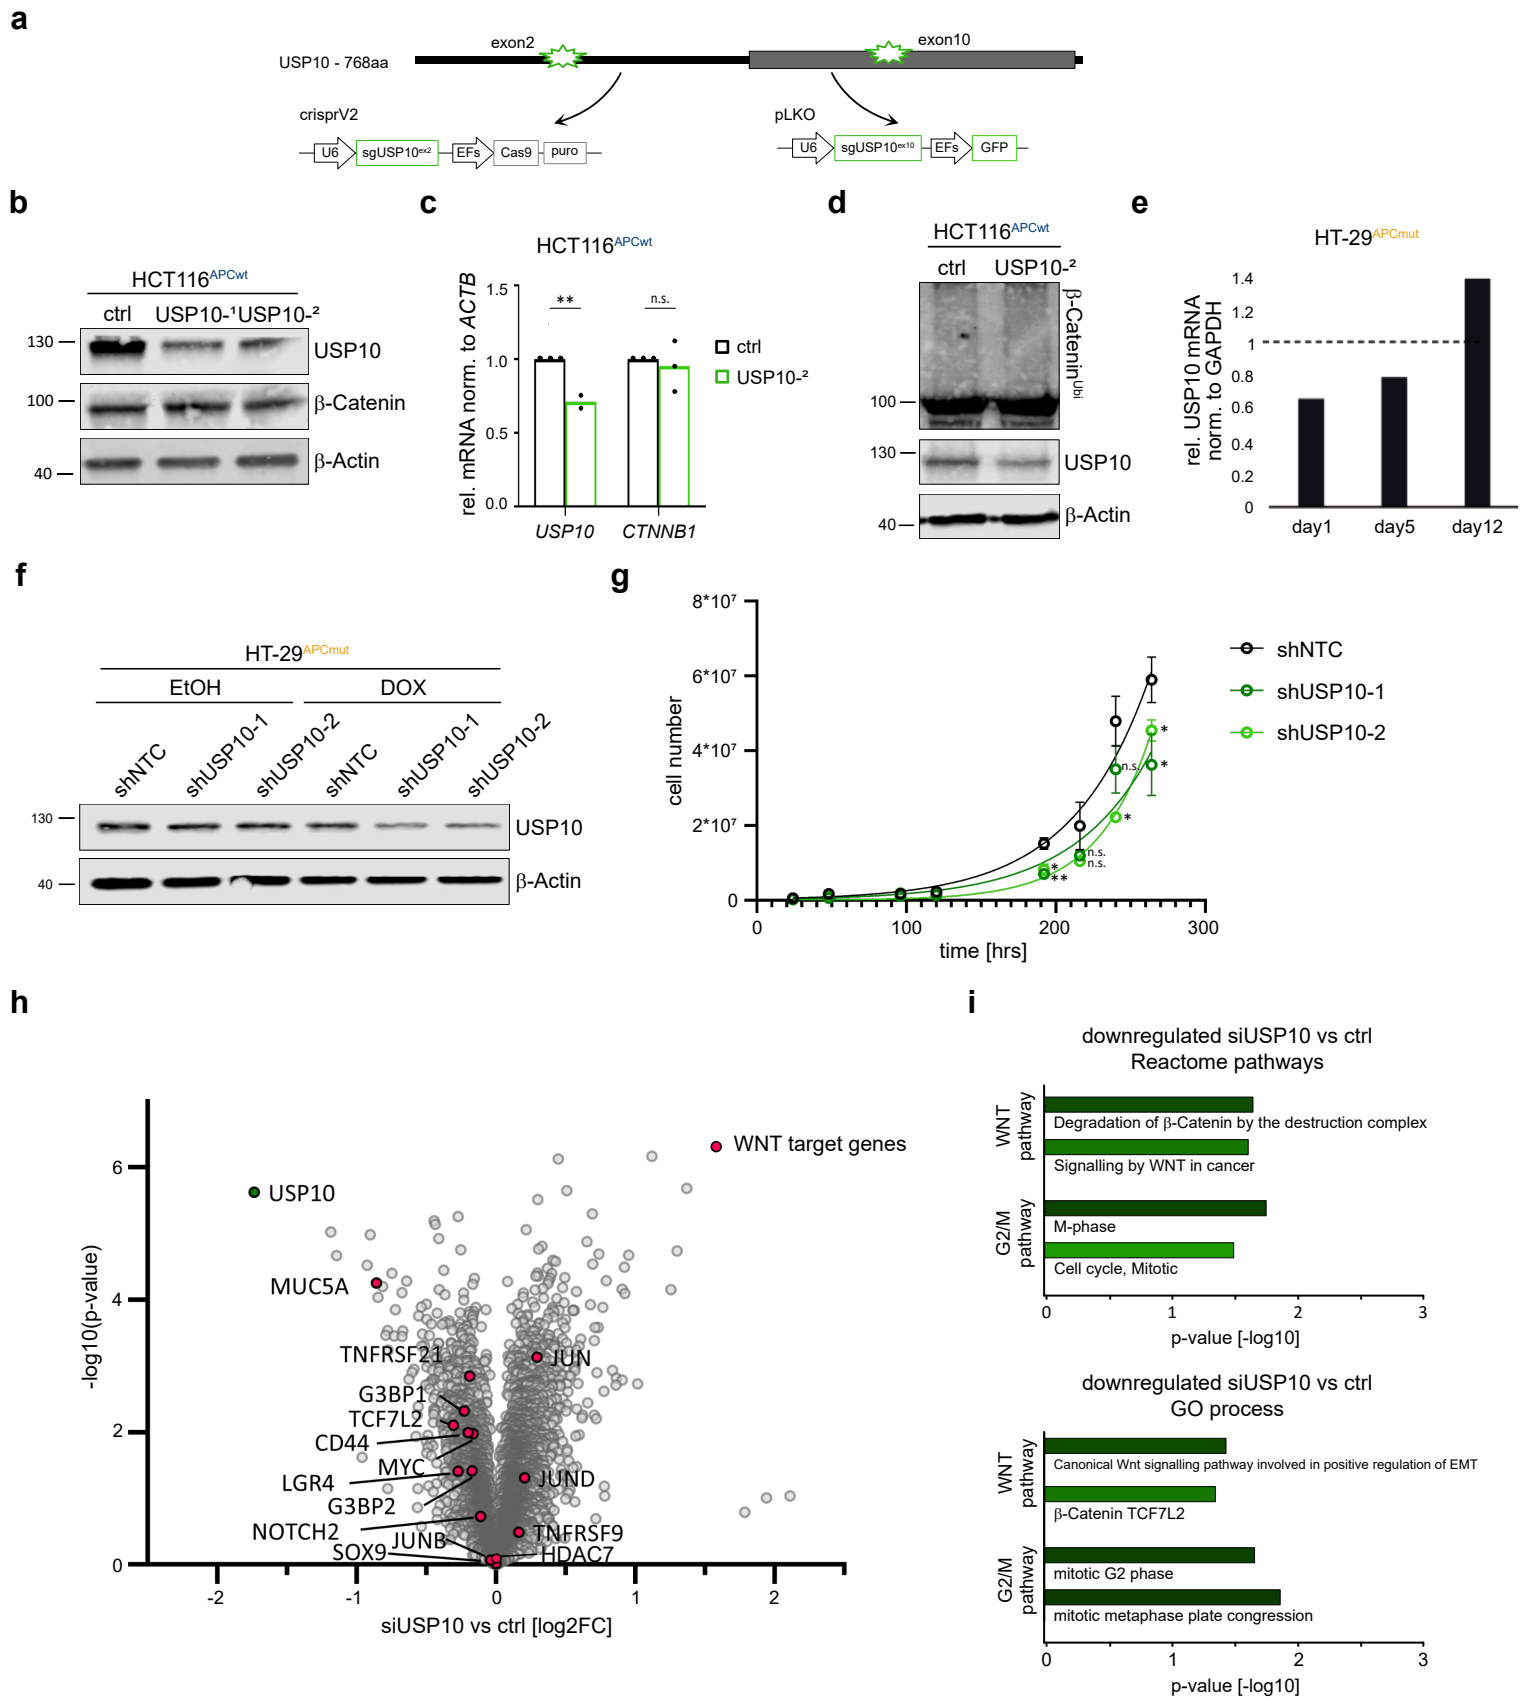 a
exon2
exon10
USP10 - 768aa
crisprV2
pLKO
U6
sgUSP10ex2
EFs
Cas9
puro
U6
sgUSP10ex10
EFs
GFP
b
HCT116APCwt
ctrl
USP10-¹
USP10-²
130
USP10
100
β-Catenin
40
β-Actin
c
HCT116APCwt
rel. mRNA norm. to ACTB
1.5
1.0
0.5
0.0
**
n.s.
ctrl
USP10-²
USP10
CTNNB1
d
HCT116APCwt
ctrl
USP10-²
β-CateninUbi
100
130
USP10
40
β-Actin
e
HT-29APCmut
rel. USP10 mRNA
norm. to GAPDH
1.4
1.2
1
0.8
0.6
0.4
0.2
0
day1
day5
day12
f
HT-29APCmut
EtOH
DOX
shNTC
shUSP10-1
shUSP10-2
shNTC
shUSP10-1
shUSP10-2
130
USP10
40
β-Actin
g
cell number
8*10⁷
6*10⁷
4*10⁷
2*10⁷
0
0
100
200
300
time [hrs]
*
**
n.s.
n.s.
n.s.
*
*
*
shNTC
shUSP10-1
shUSP10-2
h
-log10(p-value)
6
4
2
0
WNT target genes
USP10
MUC5A
TNFRSF21
JUN
G3BP1
TCF7L2
CD44
MYC
LGR4
JUND
G3BP2
NOTCH2
JUNB
TNFRSF9
SOX9
HDAC7
-2
-1
0
1
2
siUSP10 vs ctrl [log2FC]
i
downregulated siUSP10 vs ctrl
Reactome pathways
WNT
pathway
Degradation of β-Catenin by the destruction complex
Signalling by WNT in cancer
G2/M
pathway
M-phase
Cell cycle, Mitotic
0
1
2
3
p-value [-log10]
downregulated siUSP10 vs ctrl
GO process
WNT
pathway
Canonical Wnt signalling pathway involved in positive regulation of EMT
β-Catenin TCF7L2
G2/M
pathway
mitotic G2 phase
mitotic metaphase plate congression
0
1
2
3
p-value [-log10]